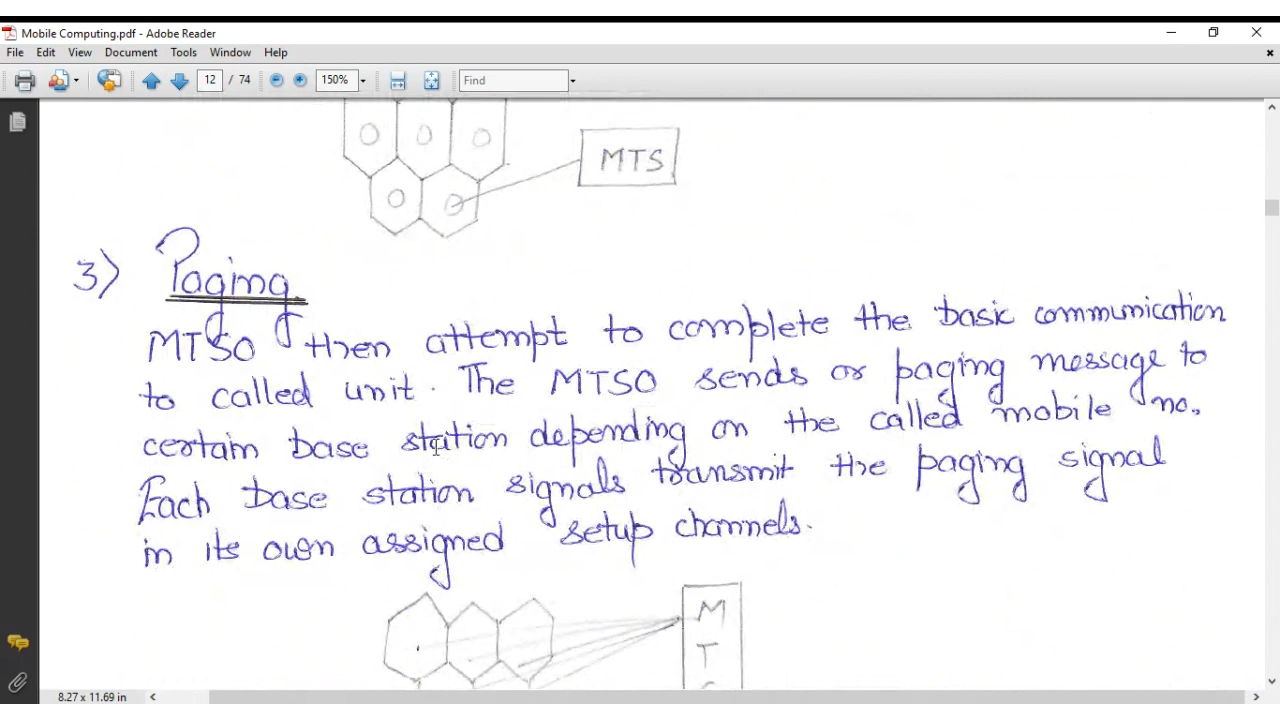 Mobile Computing.pdf - Adobe Reader
File Edit View Document Tools Window Help
12 / 74 150% Find
MTS
3) Paging
MTSO then attempt to complete the basic communication
to called unit. The MTSO sends or paging message to
certain base station depending on the called mobile no.
Each base station signals transmit the paging signal
in its own assigned setup channels.
M
T
8.27 x 11.69 in